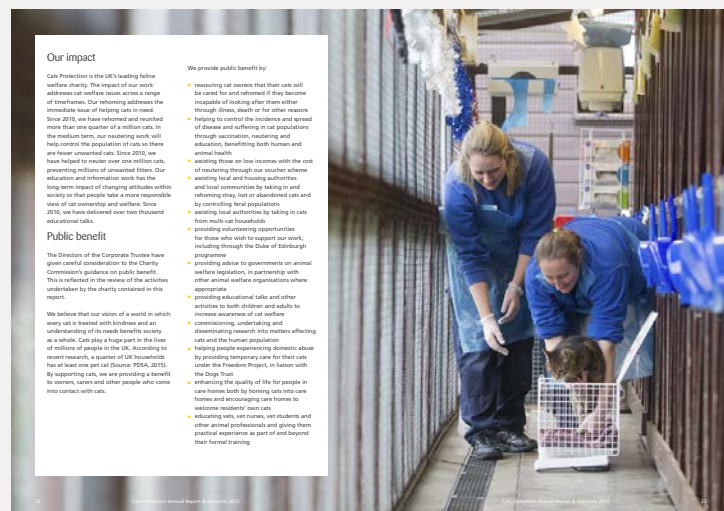 Our impact
Cats Protection is the UK's leading feline
welfare charity. The impact of our work
addresses cat welfare issues across a range
of timeframes. Our rehoming addresses the
immediate issue of helping cats in need.
Since 2010, we have rehomed and reunited
more than one quarter of a million cats. In
the medium term, our neutering work will
help control the population of cats so there
are fewer unwanted cats. Since 2010, we
have helped to neuter over one million cats,
preventing millions of unwanted litters. Our
education and information work has the
long-term impact of changing attitudes within
society so that people take a more responsible
view of cat ownership and welfare. Since
2010, we have delivered over two thousand
educational talks.
Public benefit
The Directors of the Corporate Trustee have
given careful consideration to the Charity
Commission's guidance on public benefit.
This is reflected in the review of the activities
undertaken by the charity contained in this
report.
We believe that our vision of a world in which
every cat is treated with kindness and an
understanding of its needs benefits society
as a whole. Cats play a huge part in the lives
of millions of people in the UK. According to
recent research, a quarter of UK households
has at least one pet cat (Source: PDSA, 2015).
By supporting cats, we are providing a benefit
to owners, carers and other people who come
into contact with cats.
We provide public benefit by:
• reassuring cat owners that their cats will
be cared for and rehomed if they become
incapable of looking after them either
through illness, death or for other reasons
• helping to control the incidence and spread
of disease and suffering in cat populations
through vaccination, neutering and
education, benefitting both human and
animal health
• assisting those on low incomes with the cost
of neutering through our voucher scheme
• assisting local and housing authorities
and local communities by taking in and
rehoming stray, lost or abandoned cats and
by controlling feral populations
• assisting local authorities by taking in cats
from multi-cat households
• providing volunteering opportunities
for those who wish to support our work,
including through the Duke of Edinburgh
programme
• providing advice to governments on animal
welfare legislation, in partnership with
other animal welfare organisations where
appropriate
• providing educational talks and other
activities to both children and adults to
increase awareness of cat welfare
• commissioning, undertaking and
disseminating research into matters affecting
cats and the human population
• helping people experiencing domestic abuse
by providing temporary care for their cats
under the Freedom Project, in liaison with
the Dogs Trust
• enhancing the quality of life for people in
care homes both by homing cats into care
homes and encouraging care homes to
welcome residents' own cats
• educating vets, vet nurses, vet students and
other animal professionals and giving them
practical experience as part of and beyond
their formal training
22
Cats Protection Annual Report & Accounts 2015
Cats Protection Annual Report & Accounts 2015
23